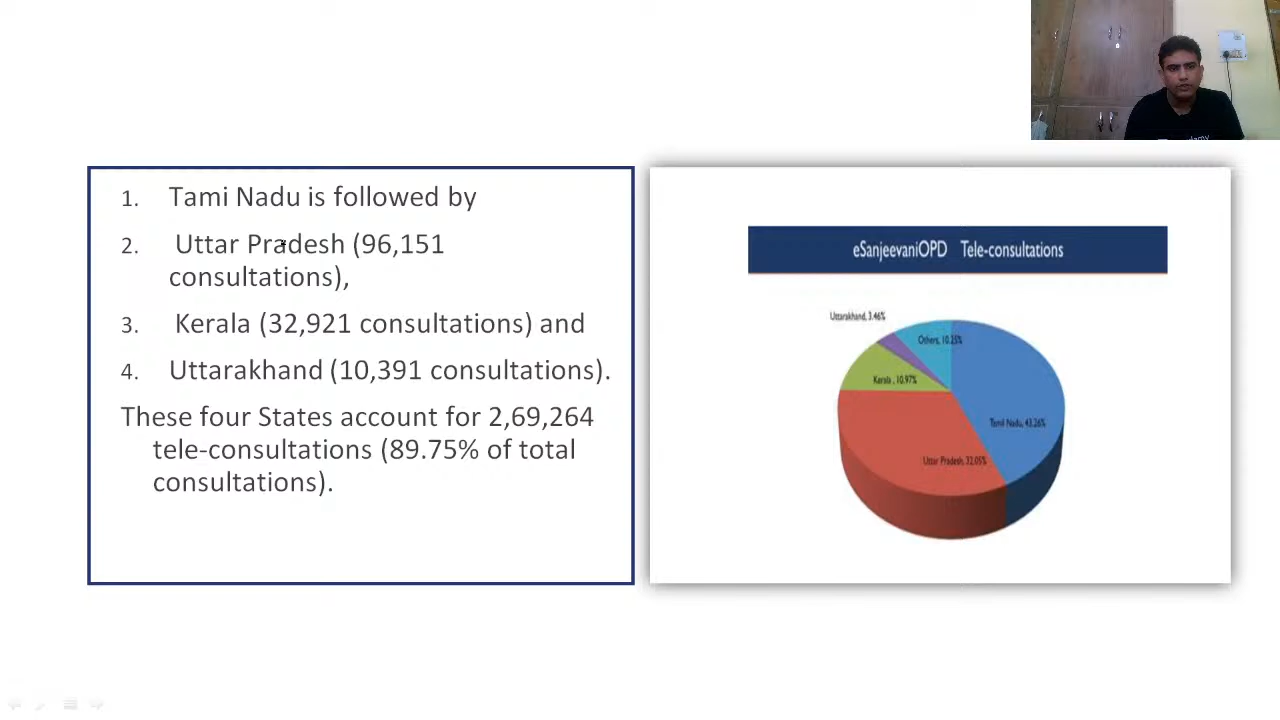 1. Tami Nadu is followed by
2. Uttar Pradesh (96,151
consultations),
3. Kerala (32,921 consultations) and
4. Uttarakhand (10,391 consultations).
These four States account for 2,69,264
tele-consultations (89.75% of total
consultations).
eSanjeevaniOPD Tele-consultations
Uttarakhand, 3.46%
Others, 10.25%
Kerala , 10.97%
Tamil Nadu, 43.26%
Uttar Pradesh, 32.05%